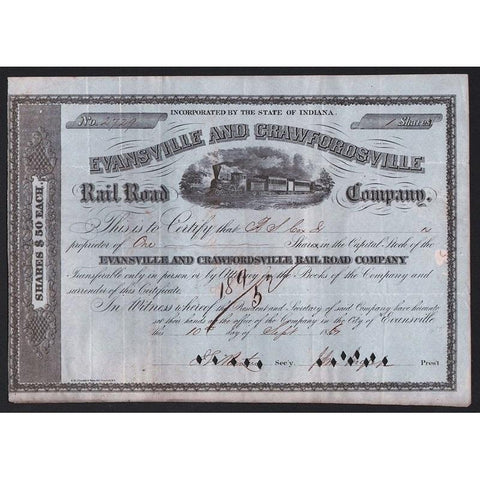 INCORPORATED BY THE STATE OF INDIANA.
No. 
1 Shares
EVANSVILLE AND CRAWFORDSVILLE
Rail Road Company.
SHARES $50 EACH.
This is to Certify that
proprietor of One Shares in the Capital Stock of the
EVANSVILLE AND CRAWFORDSVILLE RAIL ROAD COMPANY
Transferable only in person or by Attorney on the Books of the Company and
surrender of this Certificate.
In Witness whereof the President and Secretary of said Company have hereunto
set their hands at the office of the Company in the City of Evansville
this 10 day of Sept
Sec'y. Pres't